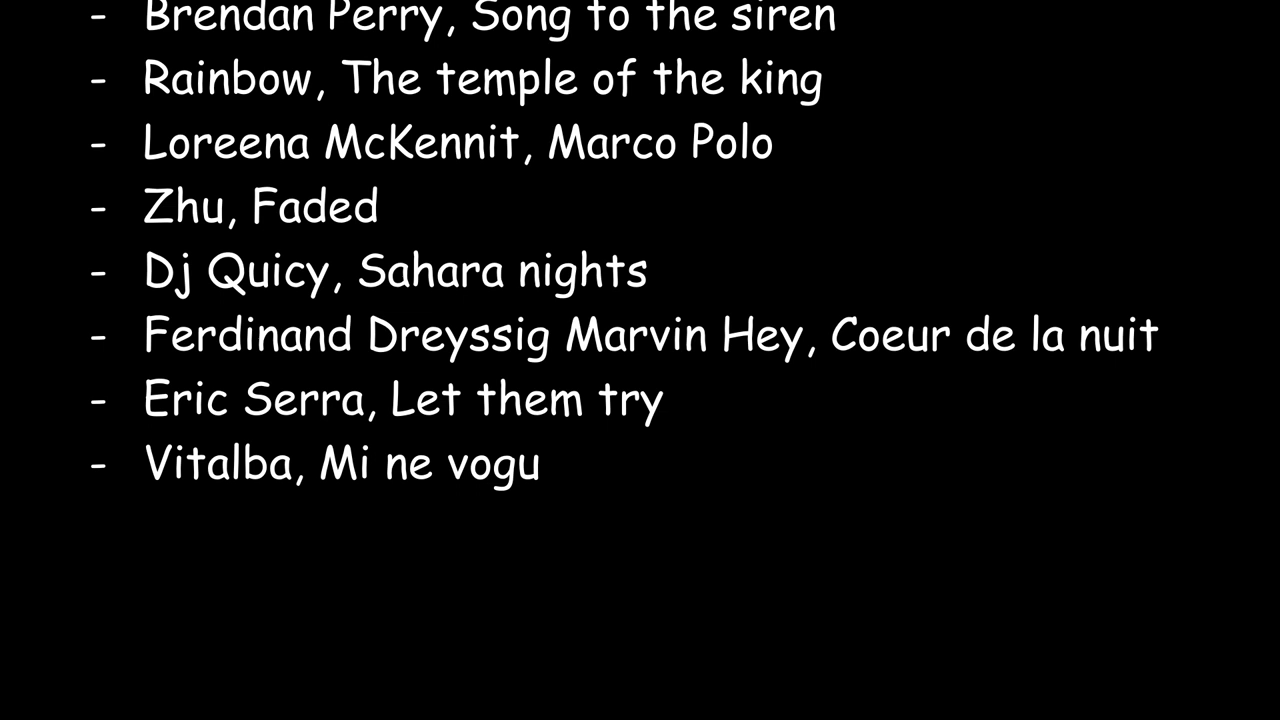 - Brendan Perry, Song to the siren
- Rainbow, The temple of the king
- Loreena McKennit, Marco Polo
- Zhu, Faded
- Dj Quicy, Sahara nights
- Ferdinand Dreyssig Marvin Hey, Coeur de la nuit
- Eric Serra, Let them try
- Vitalba, Mi ne vogu